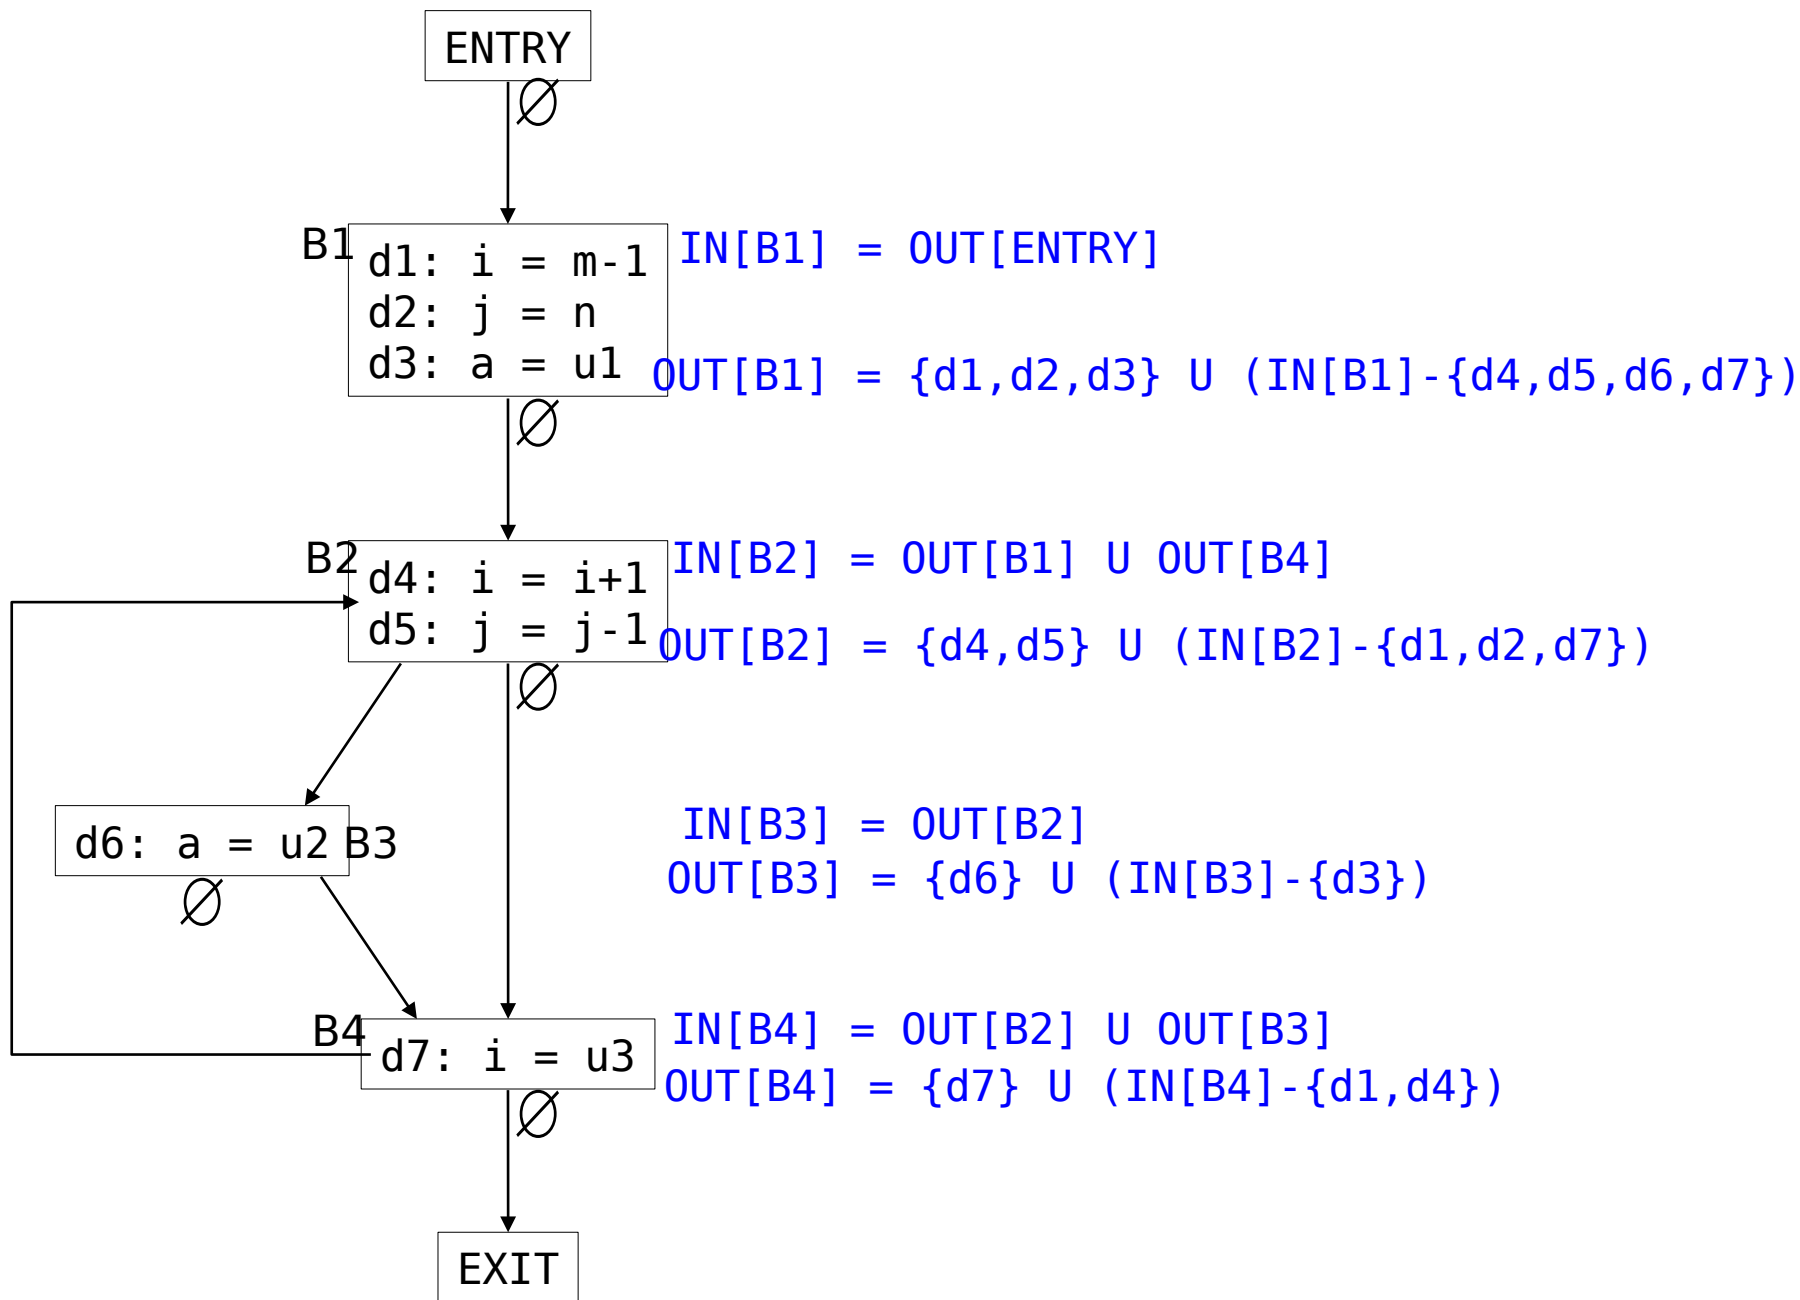 ENTRY
∅
B1
d1: i = m-1
d2: j = n
d3: a = u1
IN[B1] = OUT[ENTRY]
OUT[B1] = {d1,d2,d3} U (IN[B1]-{d4,d5,d6,d7})
∅
B2
d4: i = i+1
d5: j = j-1
IN[B2] = OUT[B1] U OUT[B4]
OUT[B2] = {d4,d5} U (IN[B2]-{d1,d2,d7})
∅
d6: a = u2
B3
IN[B3] = OUT[B2]
OUT[B3] = {d6} U (IN[B3]-{d3})
∅
B4
d7: i = u3
IN[B4] = OUT[B2] U OUT[B3]
OUT[B4] = {d7} U (IN[B4]-{d1,d4})
∅
EXIT